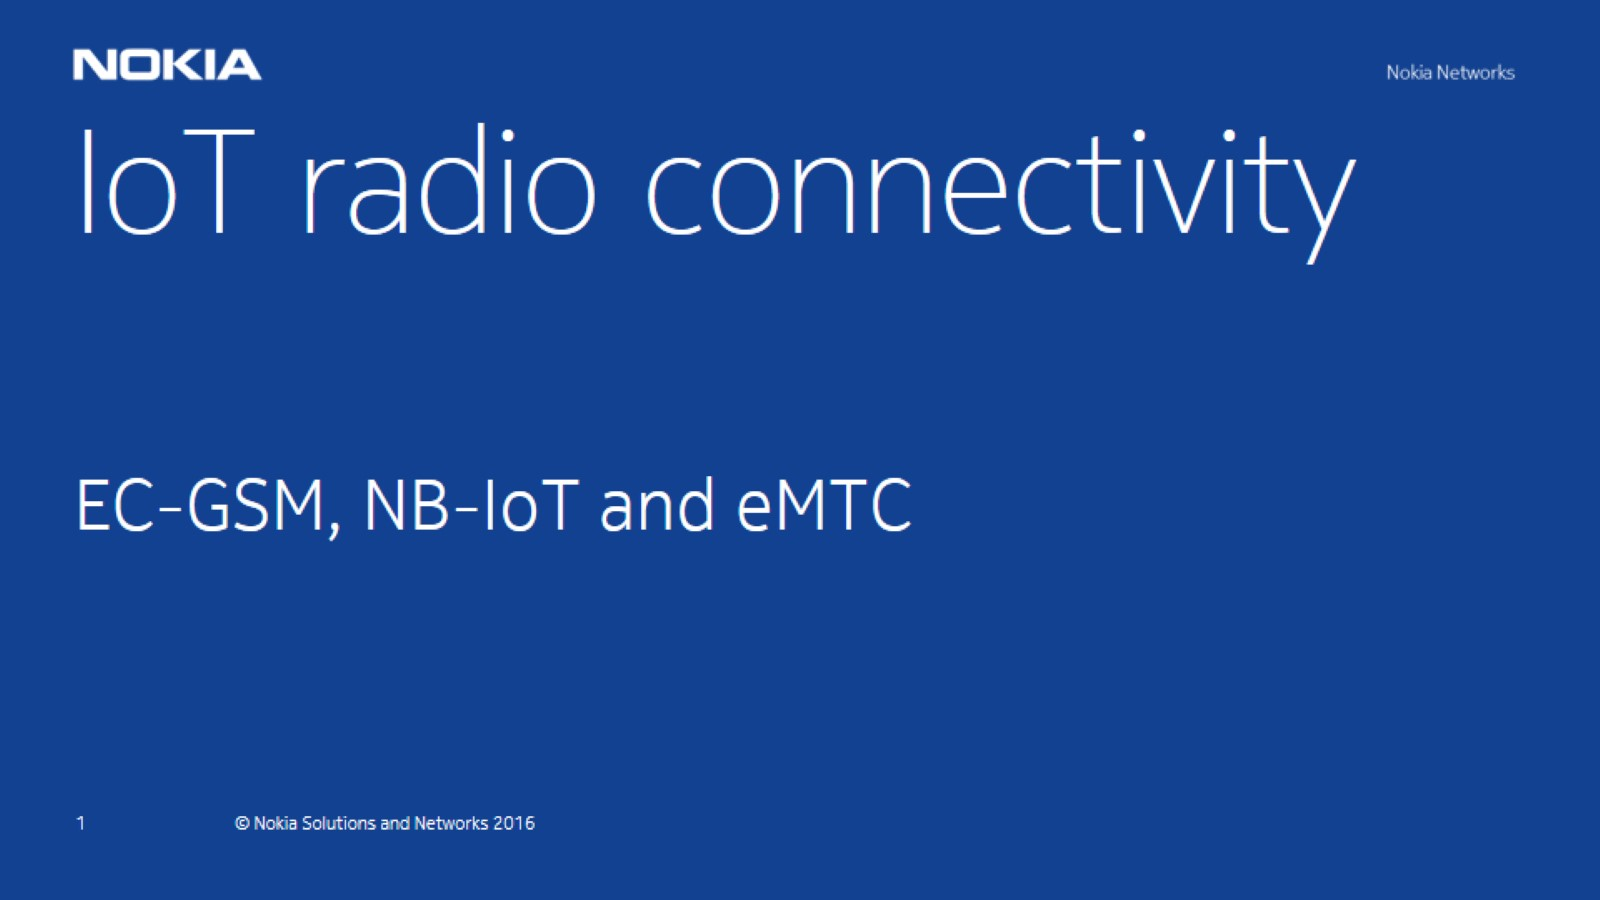 NOKIA
Nokia Networks
IoT radio connectivity
EC-GSM, NB-IoT and eMTC
1
© Nokia Solutions and Networks 2016